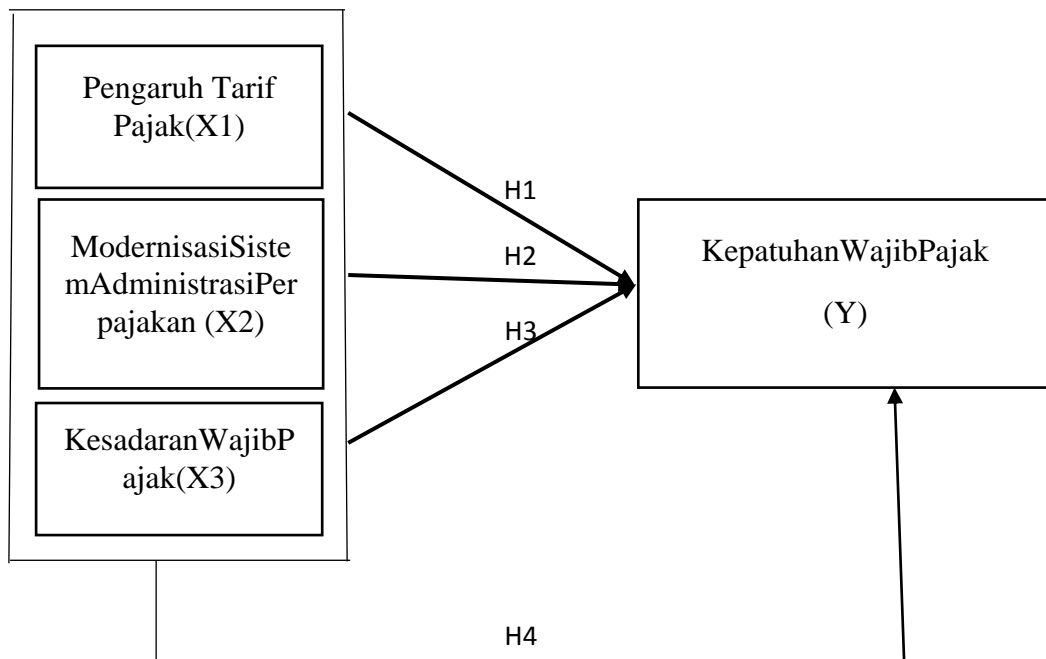 Pengaruh Tarif
Pajak(X1)
ModernisasiSiste
mAdministrasiPer
pajakan (X2)
KesadaranWajibP
ajak(X3)
H1
H2
H3
KepatuhanWajibPajak
(Y)
H4